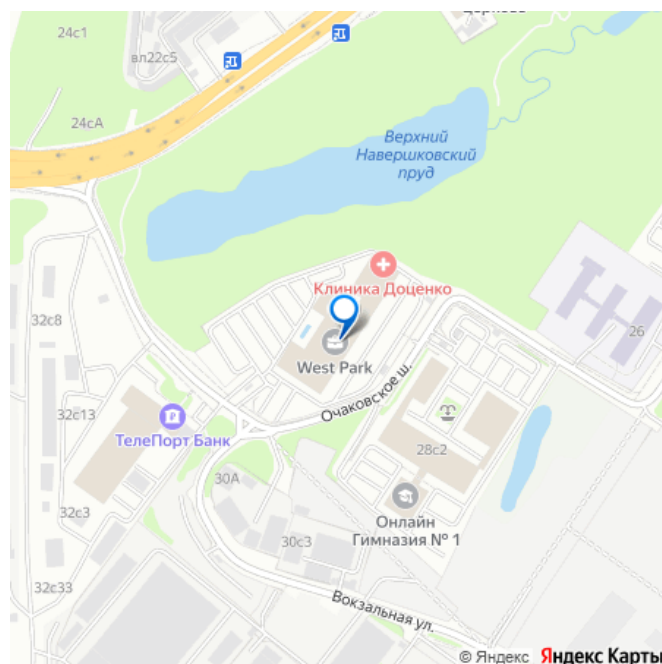 24с1
вл22с5
24сА
Верхний
Навершковский
пруд
Клиника Доценко
32с8
26
West Park
Очаковское ш.
32с13
ТелеПорт Банк
28с2
30А
Онлайн
Гимназия № 1
32с3
30с3
32с33
Вокзальная ул.
© Яндекс Яндекс Карты